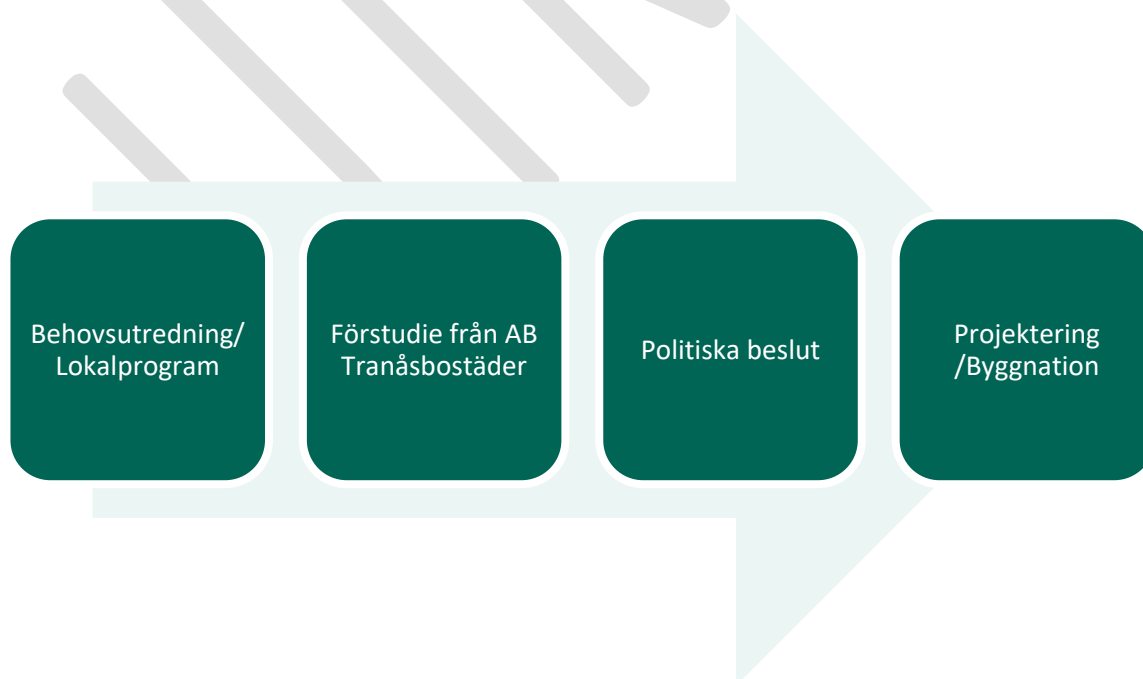 Behovsutredning/
Lokalprogram
Förstudie från AB
Tranåsbostäder
Politiska beslut
Projektering
/Byggnation